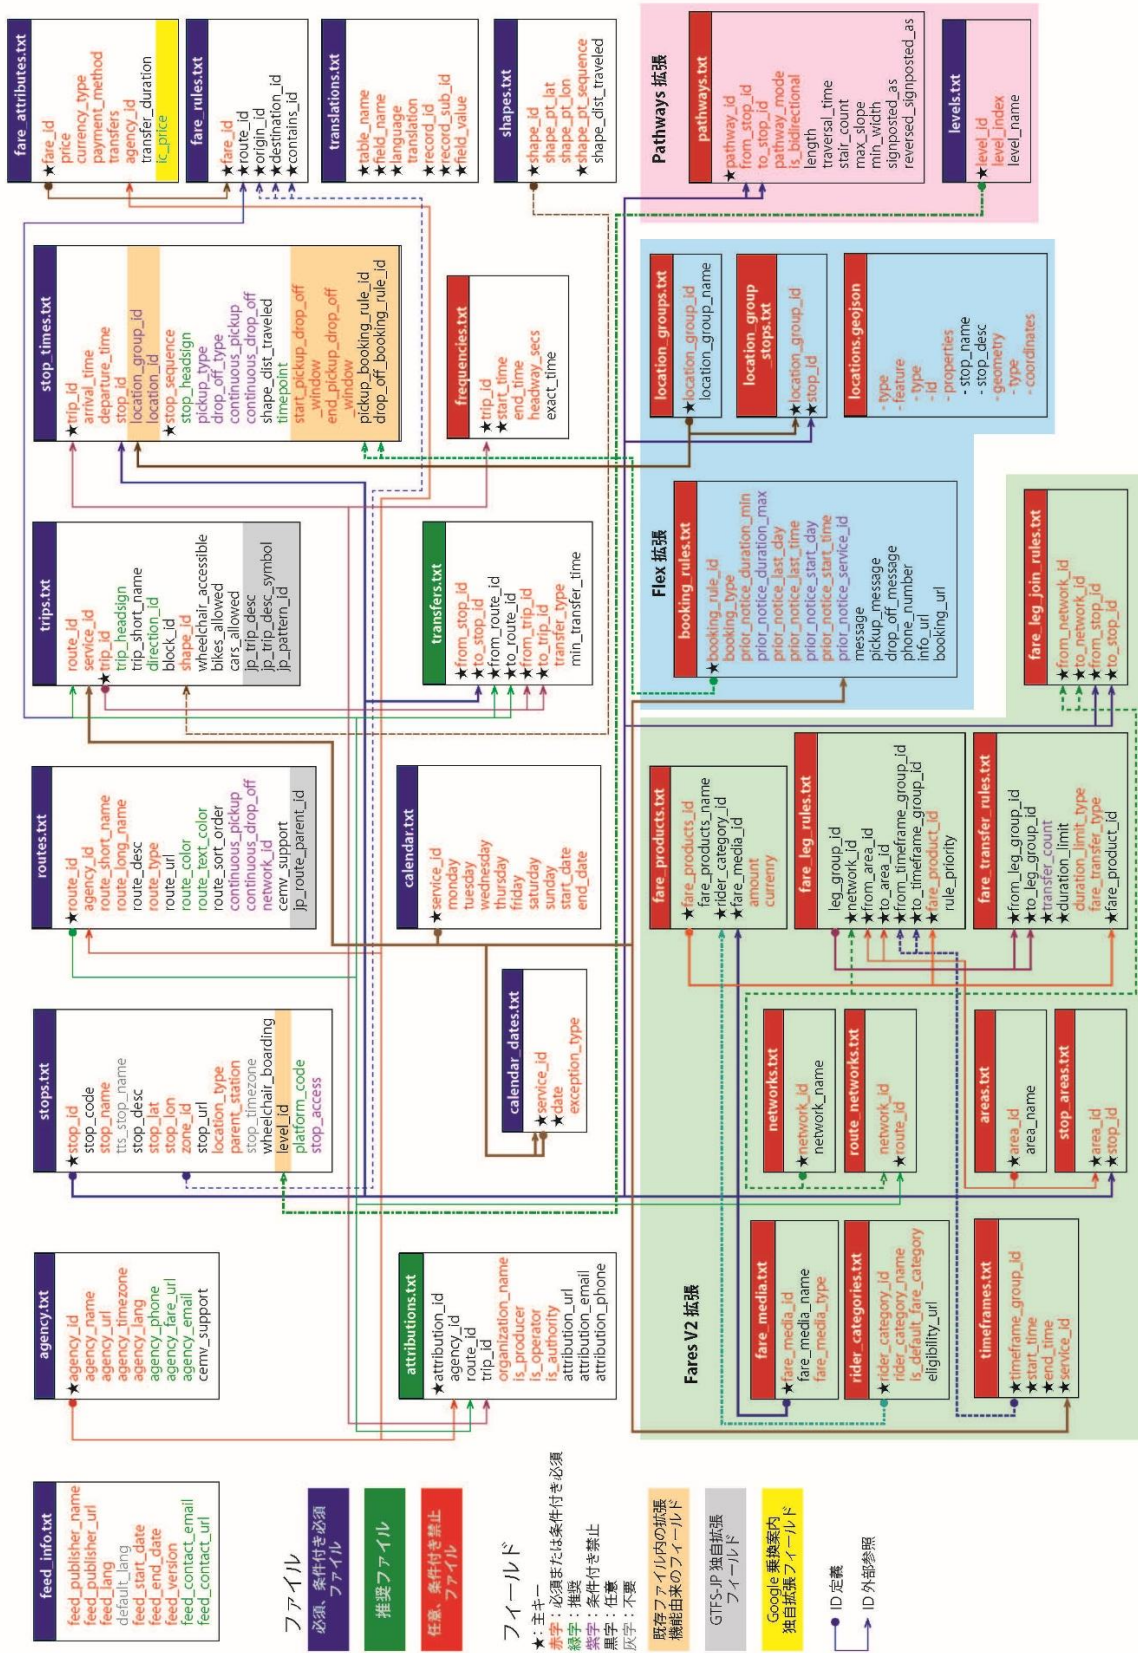 feed_info.txt
feed_publisher_name
feed_publisher_url
feed_lang
default_lang
feed_start_date
feed_end_date
feed_version
feed_contact_email
feed_contact_url
ファイル
必須、条件付き必須
ファイル
推奨ファイル
任意、条件付き禁止
ファイル
フィールド
★：主キー
赤字：必須または条件付き必須
緑字：推奨
紫字：条件付き禁止
黒字：任意
灰字：不要
既存ファイル内の拡張
機能由来のフィールド
GTFS-JP 独自拡張
フィールド
Google 乗換案内
独自拡張フィールド
ID 定義
ID 外部参照
agency.txt
★agency_id
agency_name
agency_url
agency_timezone
agency_lang
agency_phone
agency_fare_url
agency_email
cemv_support
attributions.txt
★attribution_id
agency_id
route_id
trip_id
organization_name
is_producer
is_operator
is_authority
attribution_url
attribution_email
attribution_phone
stops.txt
★stop_id
stop_code
stop_name
tts_stop_name
stop_desc
stop_lat
stop_lon
zone_id
stop_url
location_type
parent_station
stop_timezone
wheelchair_boarding
level_id
platform_code
stop_access
calendar_dates.txt
★service_id
★date
exception_type
routes.txt
★route_id
agency_id
route_short_name
route_long_name
route_desc
route_type
route_url
route_color
route_text_color
route_sort_order
continuous_pickup
continuous_drop_off
network_id
cemv_support
jp_route_parent_id
calendar.txt
★service_id
monday
tuesday
wednesday
thursday
friday
saturday
sunday
start_date
end_date
trips.txt
route_id
service_id
★trip_id
trip_headsign
trip_short_name
direction_id
block_id
shape_id
wheelchair_accessible
bikes_allowed
cars_allowed
jp_trip_desc
jp_trip_desc_symbol
jp_pattern_id
transfers.txt
★from_stop_id
★to_stop_id
★from_route_id
★to_route_id
★from_trip_id
★to_trip_id
transfer_type
min_transfer_time
stop_times.txt
★trip_id
arrival_time
departure_time
stop_id
location_group_id
location_id
★stop_sequence
stop_headsign
pickup_type
drop_off_type
continuous_pickup
continuous_drop_off
shape_dist_traveled
timepoint
start_pickup_drop_off
_window
end_pickup_drop_off
_window
pickup_booking_rule_id
drop_off_booking_rule_id
frequencies.txt
★trip_id
★start_time
end_time
headway_secs
exact_time
fare_attributes.txt
★fare_id
price
currency_type
payment_method
transfers
agency_id
transfer_duration
ic_price
fare_rules.txt
★fare_id
★route_id
★origin_id
★destination_id
★contains_id
translations.txt
★table_name
★field_name
★language
translation
★record_id
★record_sub_id
★field_value
shapes.txt
★shape_id
shape_pt_lat
shape_pt_lon
★shape_pt_sequence
shape_dist_traveled
Fares V2 拡張
fare_media.txt
★fare_media_id
fare_media_name
fare_media_type
rider_categories.txt
★rider_category_id
rider_category_name
is_default_fare_category
eligibility_url
timeframes.txt
★timeframe_group_id
★start_time
★end_time
★service_id
networks.txt
★network_id
network_name
route_networks.txt
network_id
★route_id
areas.txt
★area_id
area_name
stop_areas.txt
★area_id
★stop_id
fare_products.txt
★fare_products_id
fare_products_name
★rider_category_id
★fare_media_id
amount
currenry
fare_leg_rules.txt
leg_group_id
★network_id
★from_area_id
★to_area_id
★from_timeframe_group_id
★to_timeframe_group_id
★fare_product_id
rule_priority
fare_transfer_rules.txt
★from_leg_group_id
★to_leg_group_id
★transfer_count
★duration_limit
duration_limit_type
fare_transfer_type
★fare_product_id
fare_leg_join_rules.txt
★from_network_id
★to_network_id
★from_stop_id
★to_stop_id
Flex 拡張
booking_rules.txt
★booking_rule_id
booking_type
prior_notice_duration_min
prior_notice_duration_max
prior_notice_last_day
prior_notice_last_time
prior_notice_start_day
prior_notice_start_time
prior_notice_service_id
message
pickup_message
drop_off_message
phone_number
info_url
booking_url
location_groups.txt
★location_group_id
location_group_name
location_group
_stops.txt
★location_group_id
★stop_id
locations.geojson
- type
- feature
- type
- id
- properties
- stop_name
- stop_desc
- geometry
- type
- coordinates
Pathways 拡張
pathways.txt
★pathway_id
from_stop_id
to_stop_id
pathway_mode
is_bidirectional
length
traversal_time
stair_count
max_slope
min_width
signposted_as
reversed_signposted_as
levels.txt
★level_id
level_index
level_name